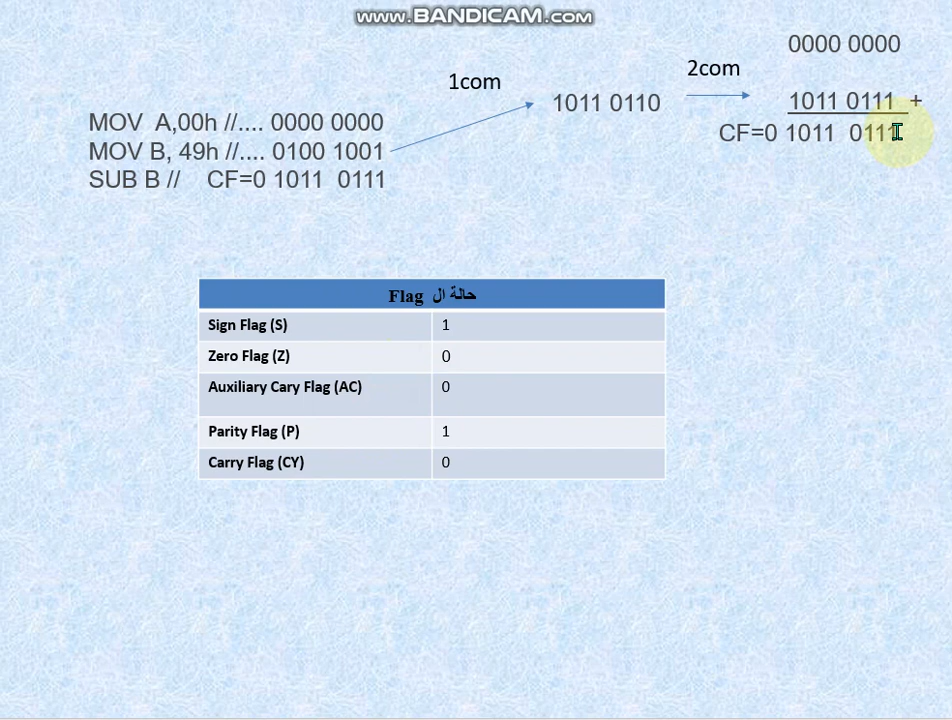 www.BANDICAM.com
0000 0000
2com
1com
1011 0110
1011 0111 +
MOV A,00h //.... 0000 0000
CF=0 1011 0111
MOV B, 49h //.... 0100 1001
SUB B // CF=0 1011 0111
حالة ال Flag
Sign Flag (S) 1
Zero Flag (Z) 0
Auxiliary Cary Flag (AC) 0
Parity Flag (P) 1
Carry Flag (CY) 0